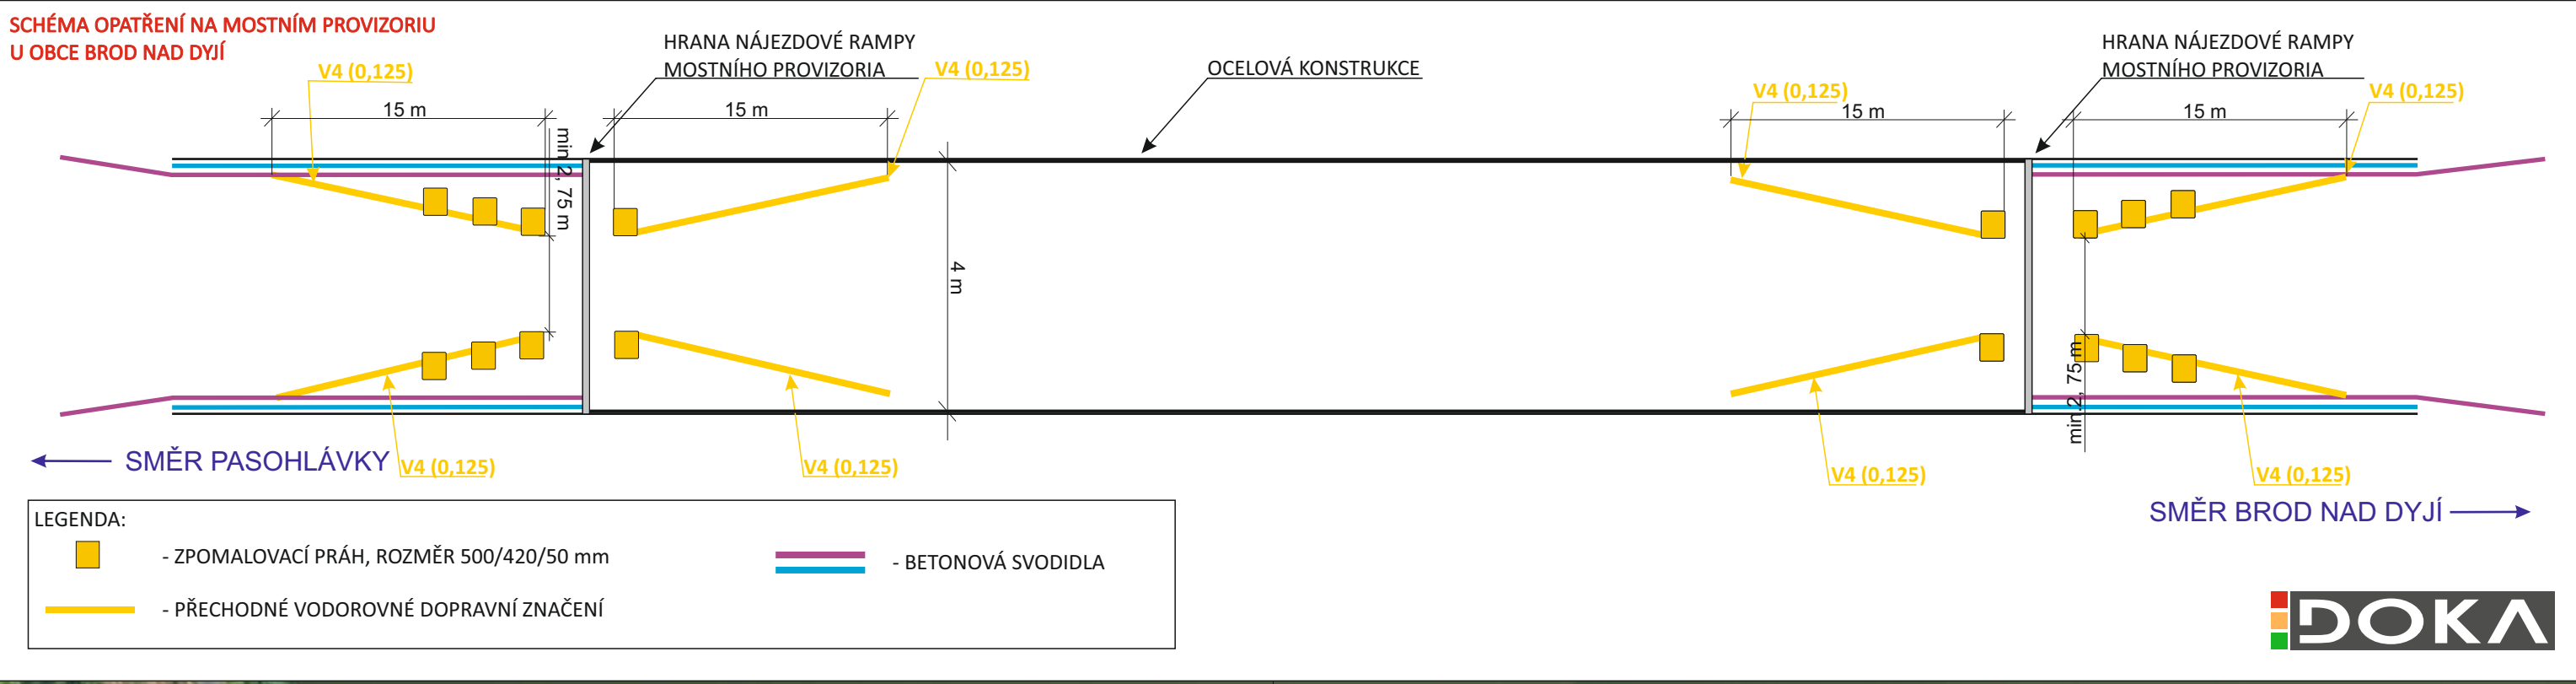 SCHÉMA OPATŘENÍ NA MOSTNÍM PROVIZORIU
U OBCE BROD NAD DYJÍ
V4 (0,125)
15 m
HRANA NÁJEZDOVÉ RAMPY
MOSTNÍHO PROVIZORIA
V4 (0,125)
15 m
OCELOVÁ KONSTRUKCE
V4 (0,125)
15 m
HRANA NÁJEZDOVÉ RAMPY
MOSTNÍHO PROVIZORIA
V4 (0,125)
15 m
min.2, 75 m
4 m
min.2, 75 m
SMĚR PASOHLÁVKY
V4 (0,125)
V4 (0,125)
V4 (0,125)
V4 (0,125)
SMĚR BROD NAD DYJÍ
LEGENDA:
- ZPOMALOVACÍ PRÁH, ROZMĚR 500/420/50 mm
- BETONOVÁ SVODIDLA
- PŘECHODNÉ VODOROVNÉ DOPRAVNÍ ZNAČENÍ
DOKA